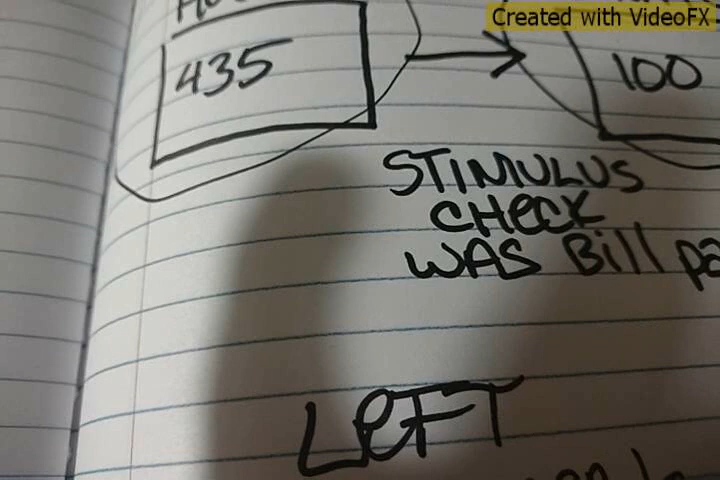 Created with VideoFX
435
100
STIMULUS
CHECK
WAS Bill
LEFT